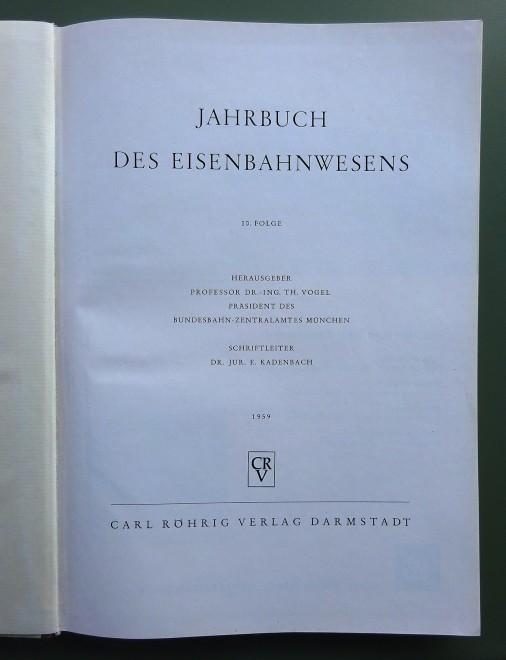 JAHRBUCH
DES EISENBAHNWESENS
10. FOLGE
HERAUSGEBER
PROFESSOR DR.-ING. TH. VOGEL
PRÄSIDENT DES
BUNDESBAHN-ZENTRALAMTES MÜNCHEN
SCHRIFTLEITER
DR. JUR. E. KADENBACH
1959
CR
V
CARL RÖHRIG VERLAG DARMSTADT